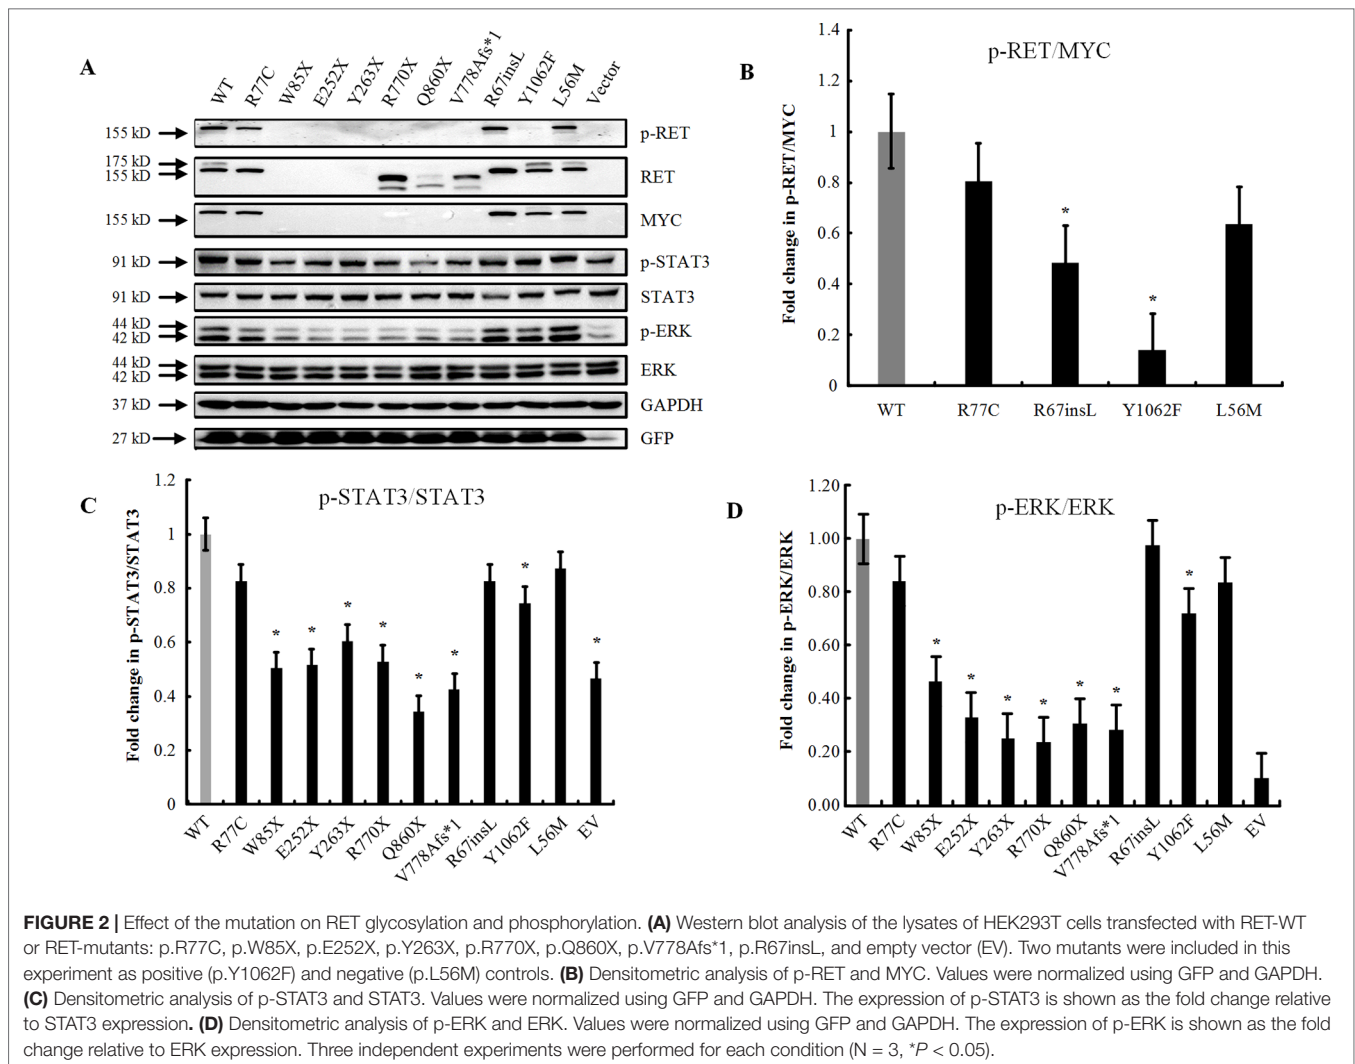 A
WT R77C W85X E252X Y263X R770X Q860X V778Afs*1 R67insL Y1062F L56M Vector
155 kD p-RET
175 kD
155 kD RET
155 kD MYC
91 kD p-STAT3
91 kD STAT3
44 kD
42 kD p-ERK
44 kD
42 kD ERK
37 kD GAPDH
27 kD GFP
B
p-RET/MYC
Fold change in p-RET/MYC
1.4
1.2
1
0.8
0.6
0.4
0.2
0
* *
WT R77C R67insL Y1062F L56M
C
p-STAT3/STAT3
Fold change in p-STAT3/STAT3
1.2
1
0.8
0.6
0.4
0.2
0
* * * * * * * *
WT R77C W85X E252X Y263X R770X Q860X V778Afs*1 R67insL Y1062F L56M EV
D
p-ERK/ERK
Fold change in p-ERK/ERK
1.20
1.00
0.80
0.60
0.40
0.20
0.00
* * * * * * *
WT R77C W85X E252X Y263X R770X Q860X V778Afs*1 R67insL Y1062F L56M EV
FIGURE 2 | Effect of the mutation on RET glycosylation and phosphorylation. (A) Western blot analysis of the lysates of HEK293T cells transfected with RET-WT
or RET-mutants: p.R77C, p.W85X, p.E252X, p.Y263X, p.R770X, p.Q860X, p.V778Afs*1, p.R67insL, and empty vector (EV). Two mutants were included in this
experiment as positive (p.Y1062F) and negative (p.L56M) controls. (B) Densitometric analysis of p-RET and MYC. Values were normalized using GFP and GAPDH.
(C) Densitometric analysis of p-STAT3 and STAT3. Values were normalized using GFP and GAPDH. The expression of p-STAT3 is shown as the fold change relative
to STAT3 expression. (D) Densitometric analysis of p-ERK and ERK. Values were normalized using GFP and GAPDH. The expression of p-ERK is shown as the fold
change relative to ERK expression. Three independent experiments were performed for each condition (N = 3, *P < 0.05).